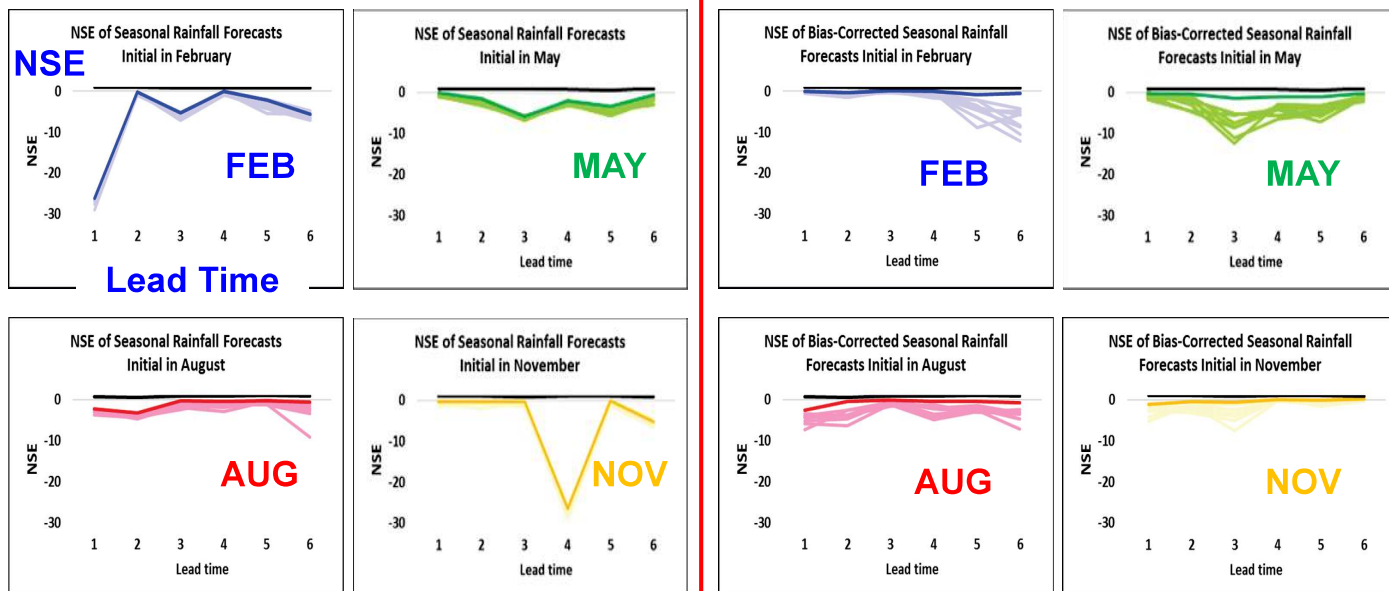 NSE of Seasonal Rainfall Forecasts
Initial in February
NSE
0
-10
-20
-30
NSE
FEB
1 2 3 4 5 6
Lead time
Lead Time
NSE of Seasonal Rainfall Forecasts
Initial in May
0
-10
-20
-30
NSE
MAY
1 2 3 4 5 6
Lead time
NSE of Bias-Corrected Seasonal Rainfall
Forecasts Initial in February
0
-10
-20
-30
NSE
FEB
1 2 3 4 5 6
Lead time
NSE of Bias-Corrected Seasonal Rainfall
Forecasts Initial in May
0
-10
-20
-30
NSE
MAY
1 2 3 4 5 6
Lead time
NSE of Seasonal Rainfall Forecasts
Initial in August
0
-10
-20
-30
NSE
AUG
1 2 3 4 5 6
Lead time
NSE of Seasonal Rainfall Forecasts
Initial in November
0
-10
-20
-30
NSE
NOV
1 2 3 4 5 6
Lead time
NSE of Bias-Corrected Seasonal Rainfall
Forecasts Initial in August
0
-10
-20
-30
NSE
AUG
1 2 3 4 5 6
Lead time
NSE of Bias-Corrected Seasonal Rainfall
Forecasts Initial in November
0
-10
-20
-30
NSE
NOV
1 2 3 4 5 6
Lead time